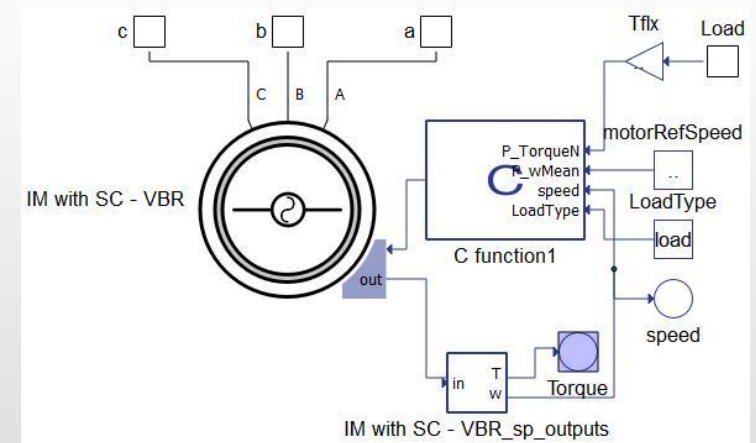 c
b
a
Tflx
Load
C
B
A
P_TorqueN
motorRefSpeed
P_wMean
C
..
speed
LoadType
LoadType
IM with SC - VBR
load
C function1
out
speed
in
T
w
Torque
IM with SC - VBR_sp_outputs